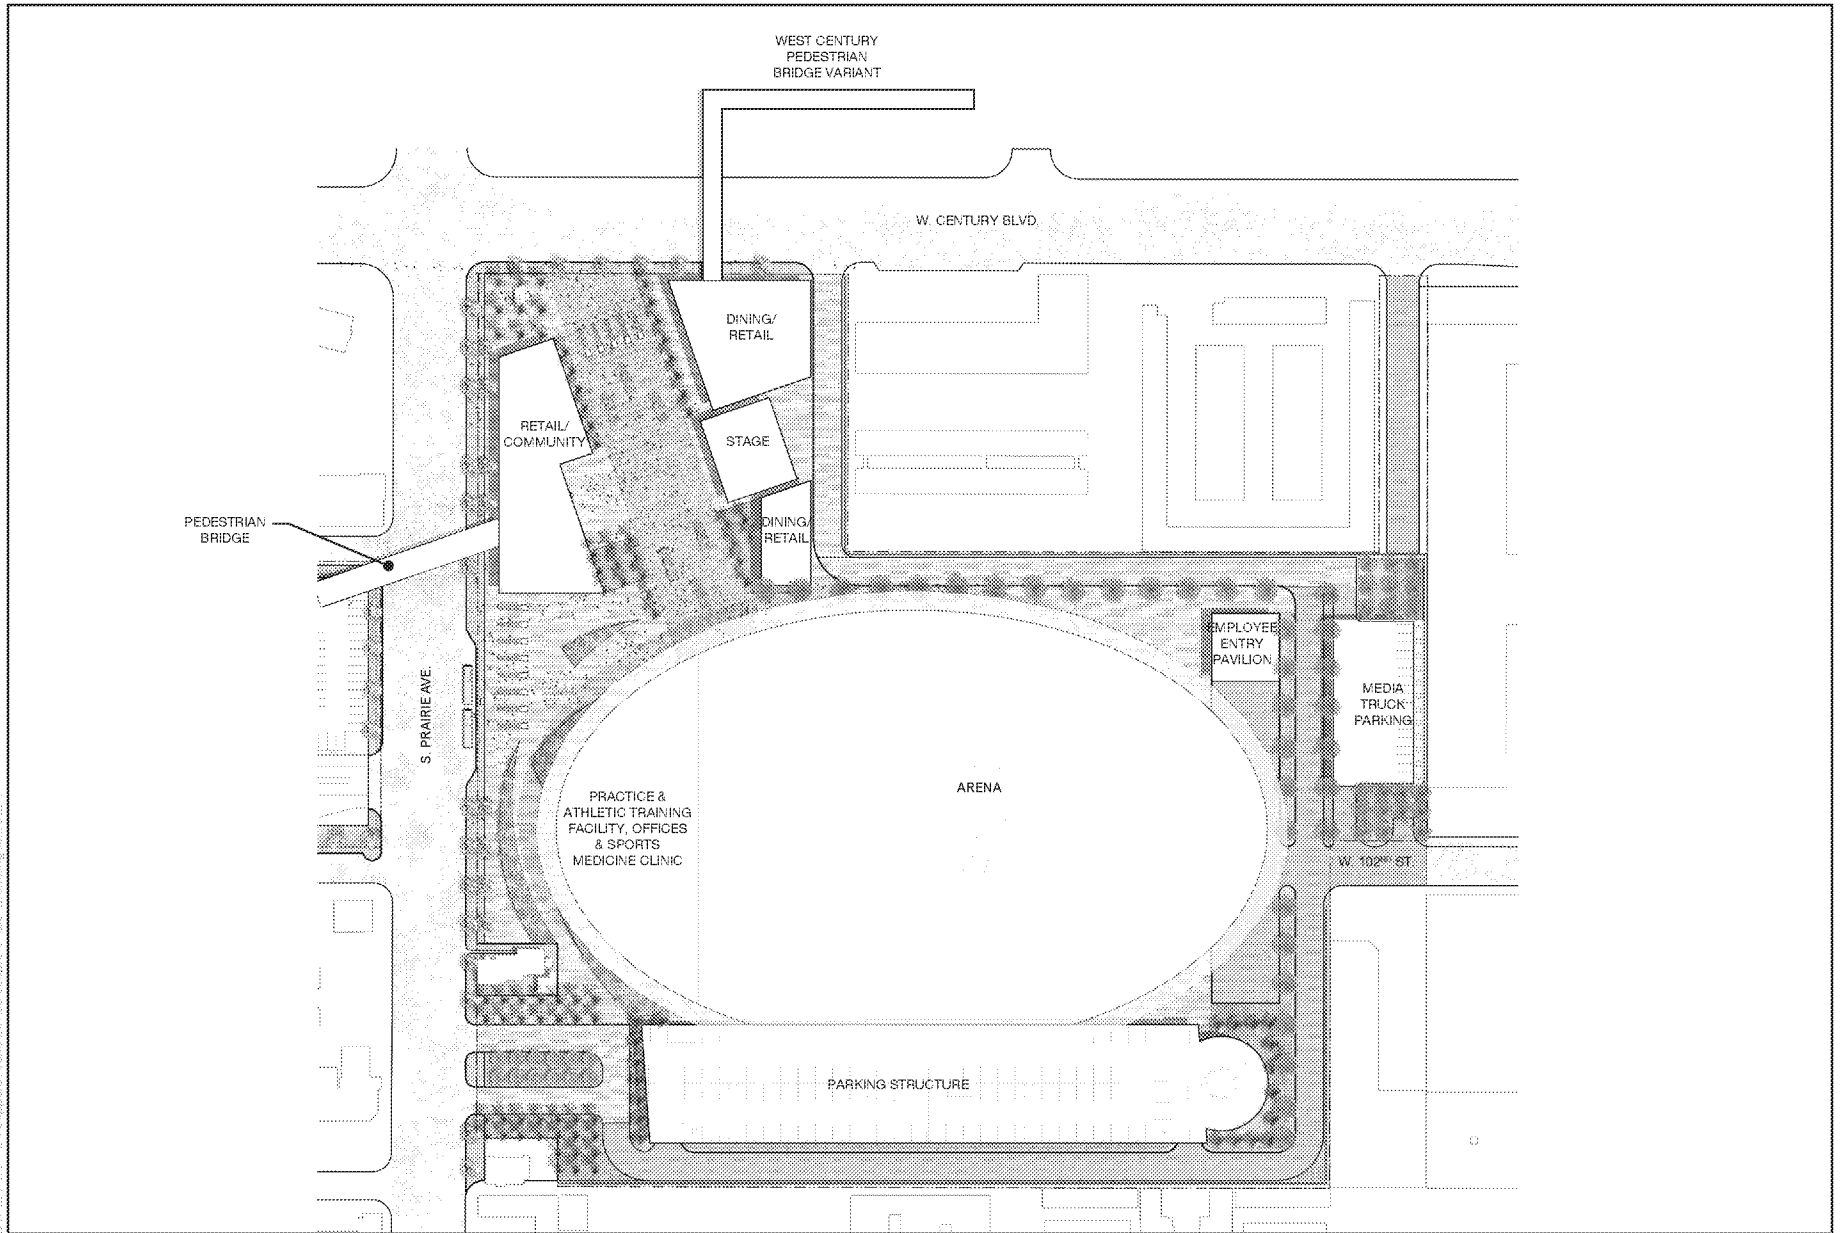 WEST CENTURY
PEDESTRIAN
BRIDGE VARIANT
W. CENTURY BLVD.
DINING/
RETAIL
RETAIL/
COMMUNITY
STAGE
PEDESTRIAN
BRIDGE
DINING/
RETAIL
EMPLOYEE
ENTRY
PAVILION
MEDIA
TRUCK
PARKING
S. PRAIRIE AVE.
ARENA
PRACTICE &
ATHLETIC TRAINING
FACILITY, OFFICES
& SPORTS
MEDICINE CLINIC
W. 102ND ST.
PARKING STRUCTURE